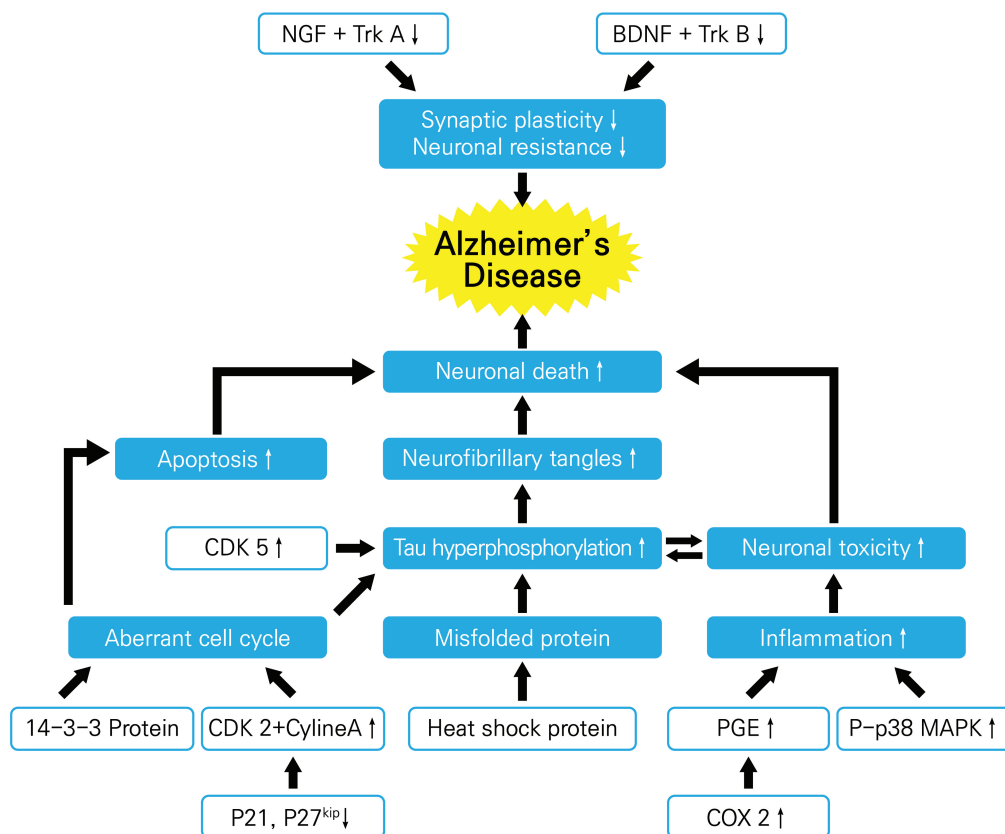 NGF + Trk A ↓
BDNF + Trk B ↓
Synaptic plasticity ↓
Neuronal resistance ↓
Alzheimer’s
Disease
Neuronal death ↑
Apoptosis ↑
Neurofibrillary tangles ↑
CDK 5 ↑
Tau hyperphosphorylation ↑
Neuronal toxicity ↑
Aberrant cell cycle
Misfolded protein
Inflammation ↑
14-3-3 Protein
CDK 2+CylineA ↑
Heat shock protein
PGE ↑
P-p38 MAPK ↑
P21, P27kip ↓
COX 2 ↑